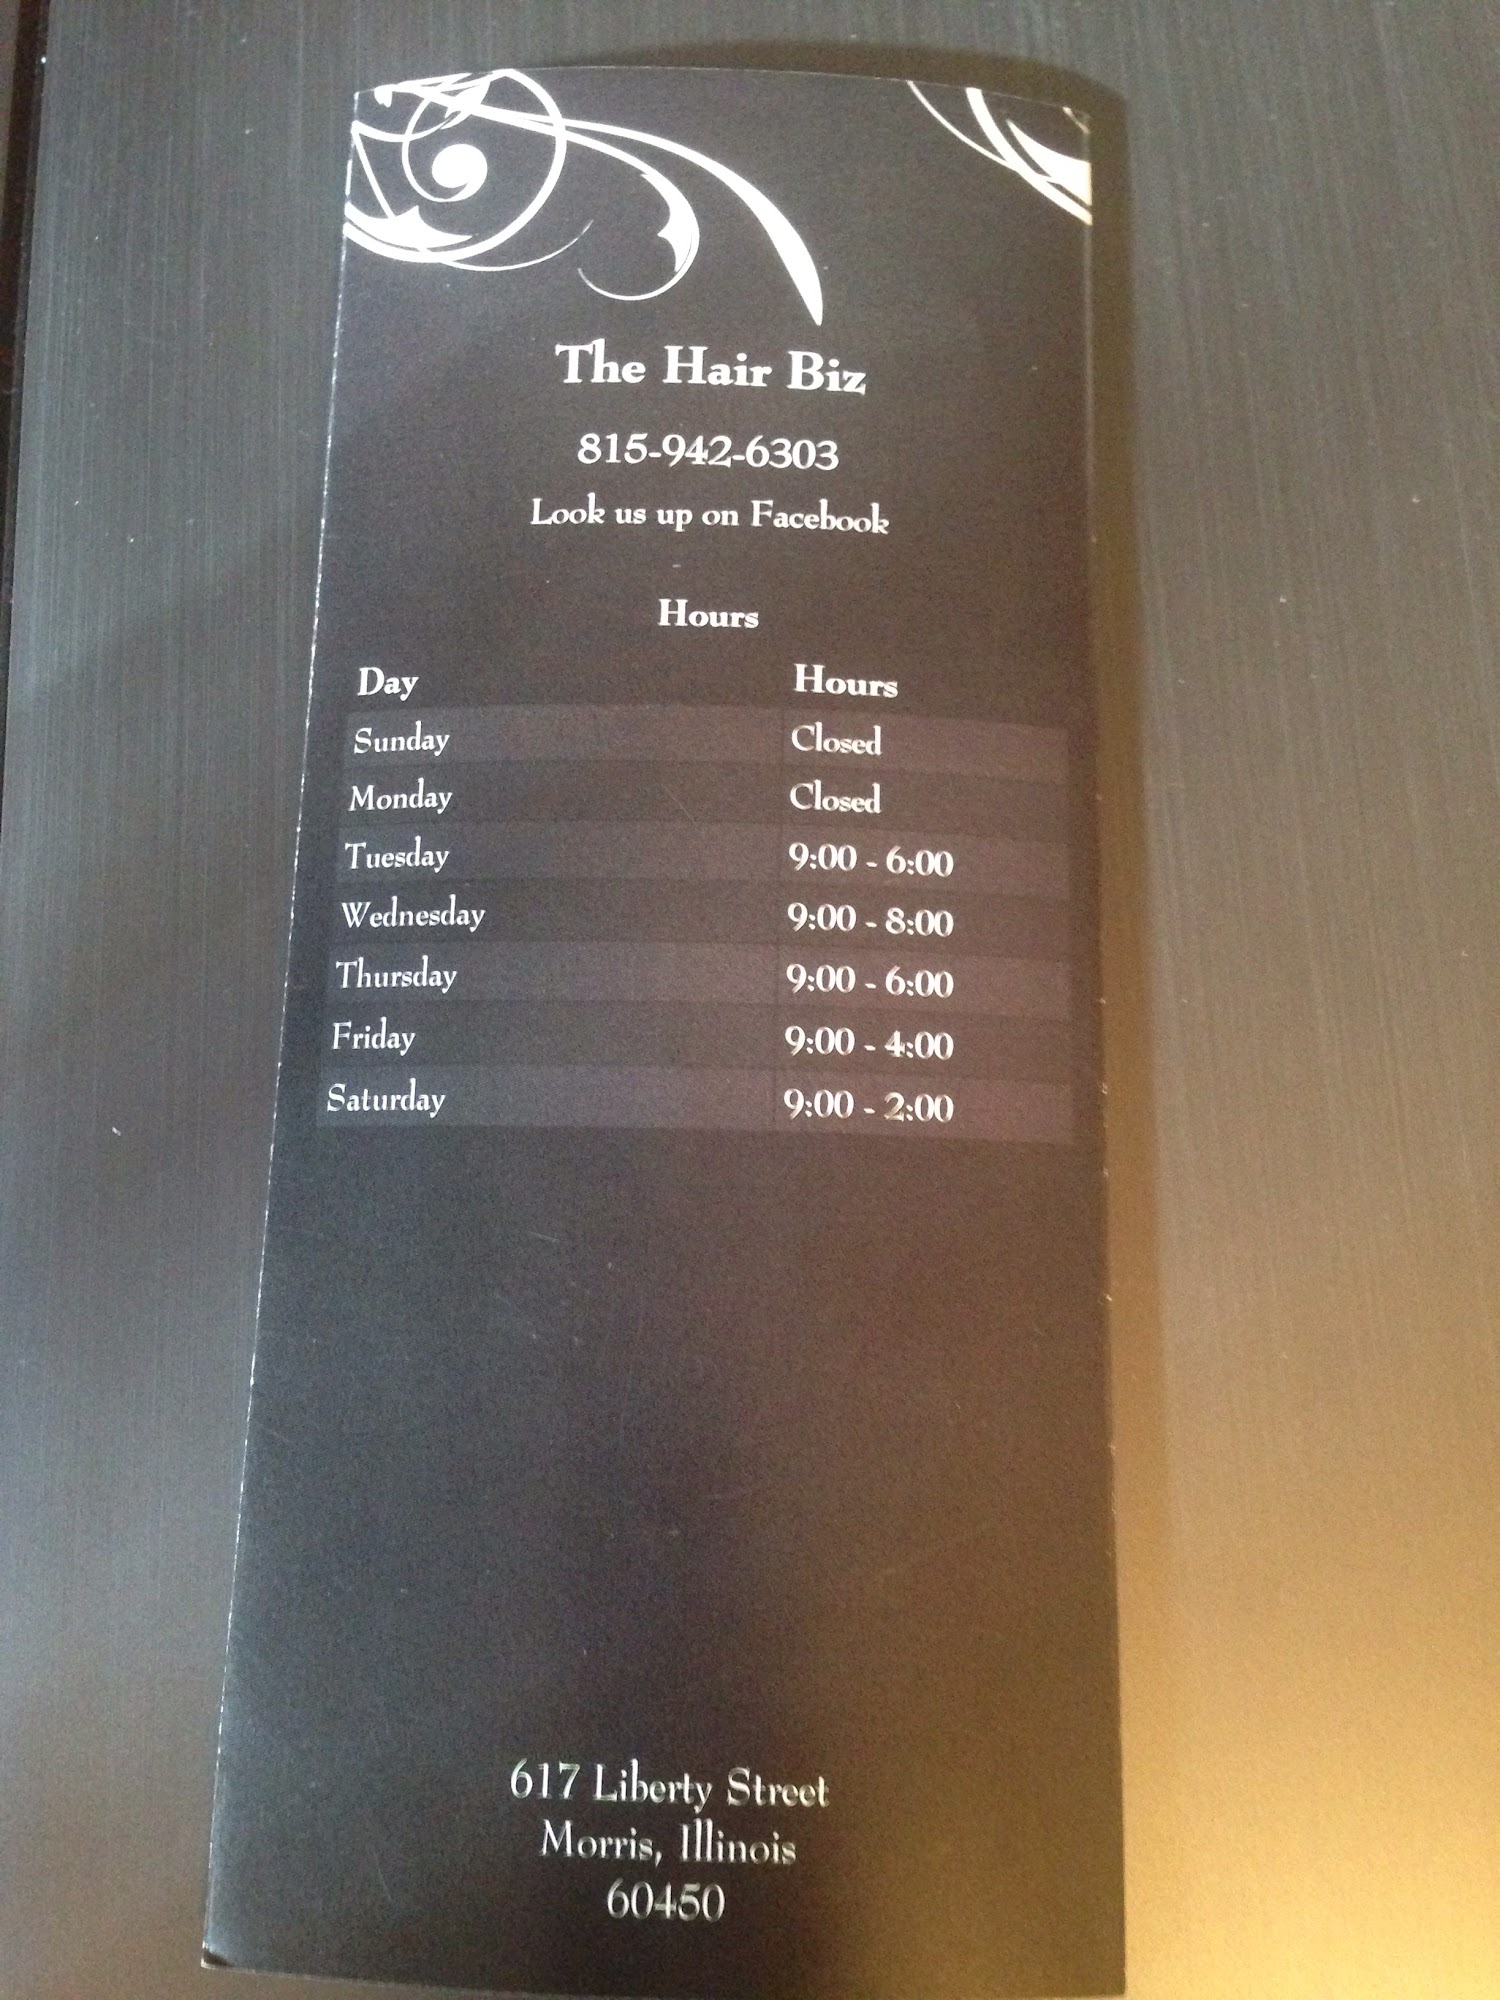 The Hair Biz
815-942-6303
Look us up on Facebook
Hours
Day Hours
Sunday Closed
Monday Closed
Tuesday 9:00 - 6:00
Wednesday 9:00 - 8:00
Thursday 9:00 - 6:00
Friday 9:00 - 4:00
Saturday 9:00 - 2:00
617 Liberty Street
Morris, Illinois
60450